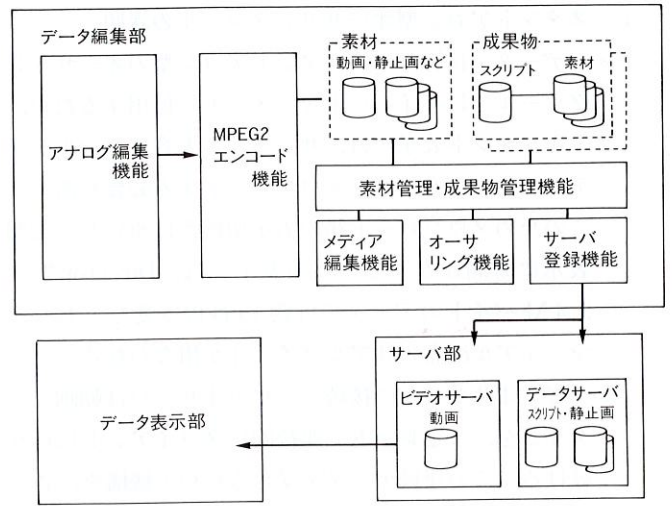 データ編集部
アナログ編集
機能
MPEG2
エンコード
機能
素材
動画・静止画など
成果物
スクリプト
素材
素材管理・成果物管理機能
メディア
編集機能
オーサ
リング機能
サーバ
登録機能
サーバ部
ビデオサーバ
動画
データサーバ
スクリプト・静止画
データ表示部